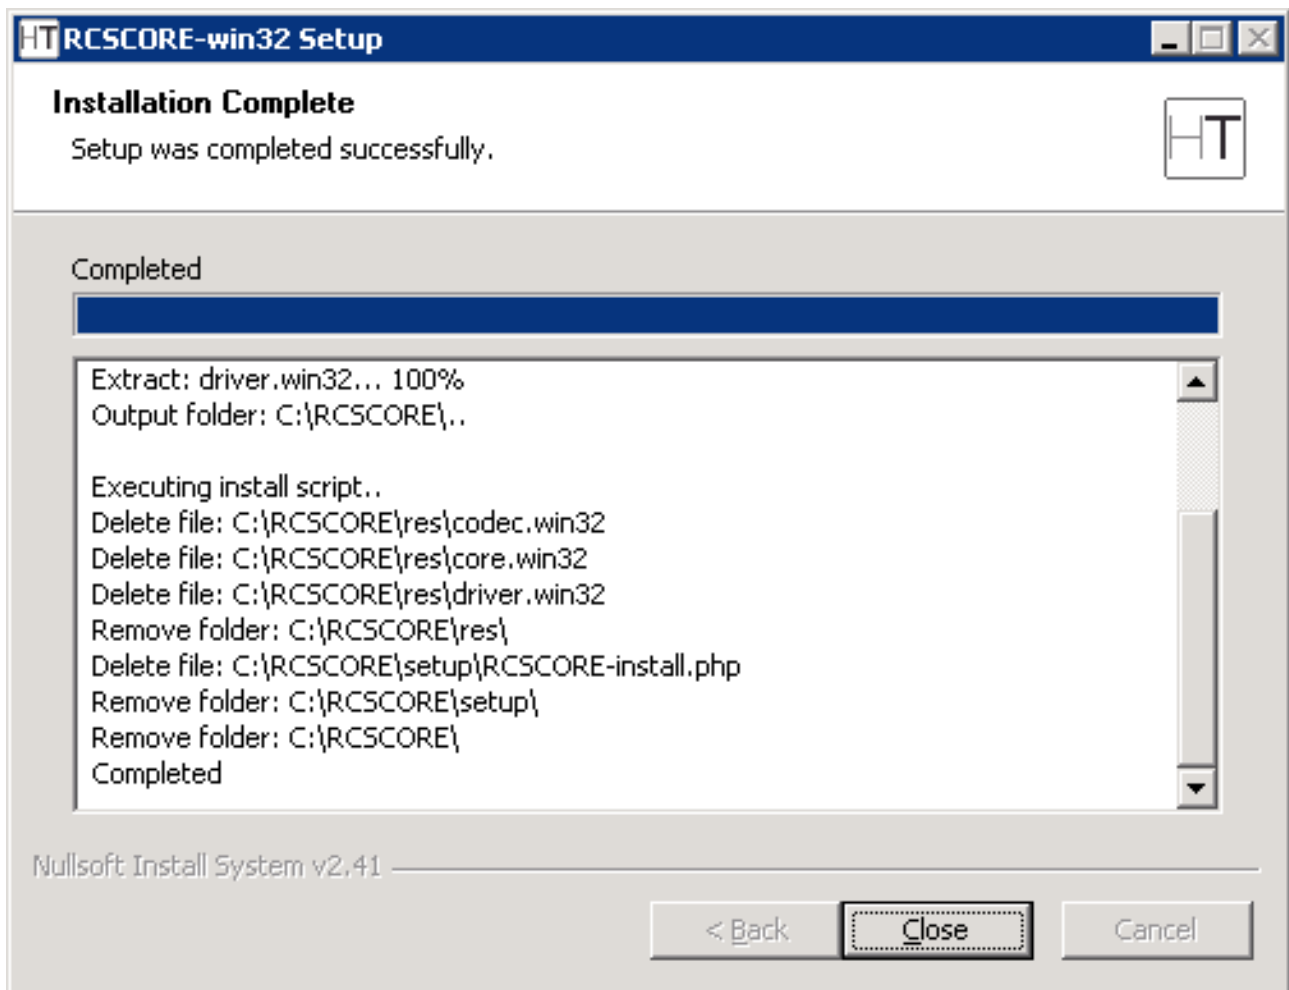 HT RCSCORE-win32 Setup
Installation Complete
Setup was completed successfully.
HT
Completed
Extract: driver.win32... 100%
Output folder: C:\RCSCORE\..
Executing install script..
Delete file: C:\RCSCORE\res\codec.win32
Delete file: C:\RCSCORE\res\core.win32
Delete file: C:\RCSCORE\res\driver.win32
Remove folder: C:\RCSCORE\res\
Delete file: C:\RCSCORE\setup\RCSCORE-install.php
Remove folder: C:\RCSCORE\setup\
Remove folder: C:\RCSCORE\
Completed
Nullsoft Install System v2.41
< Back Close Cancel